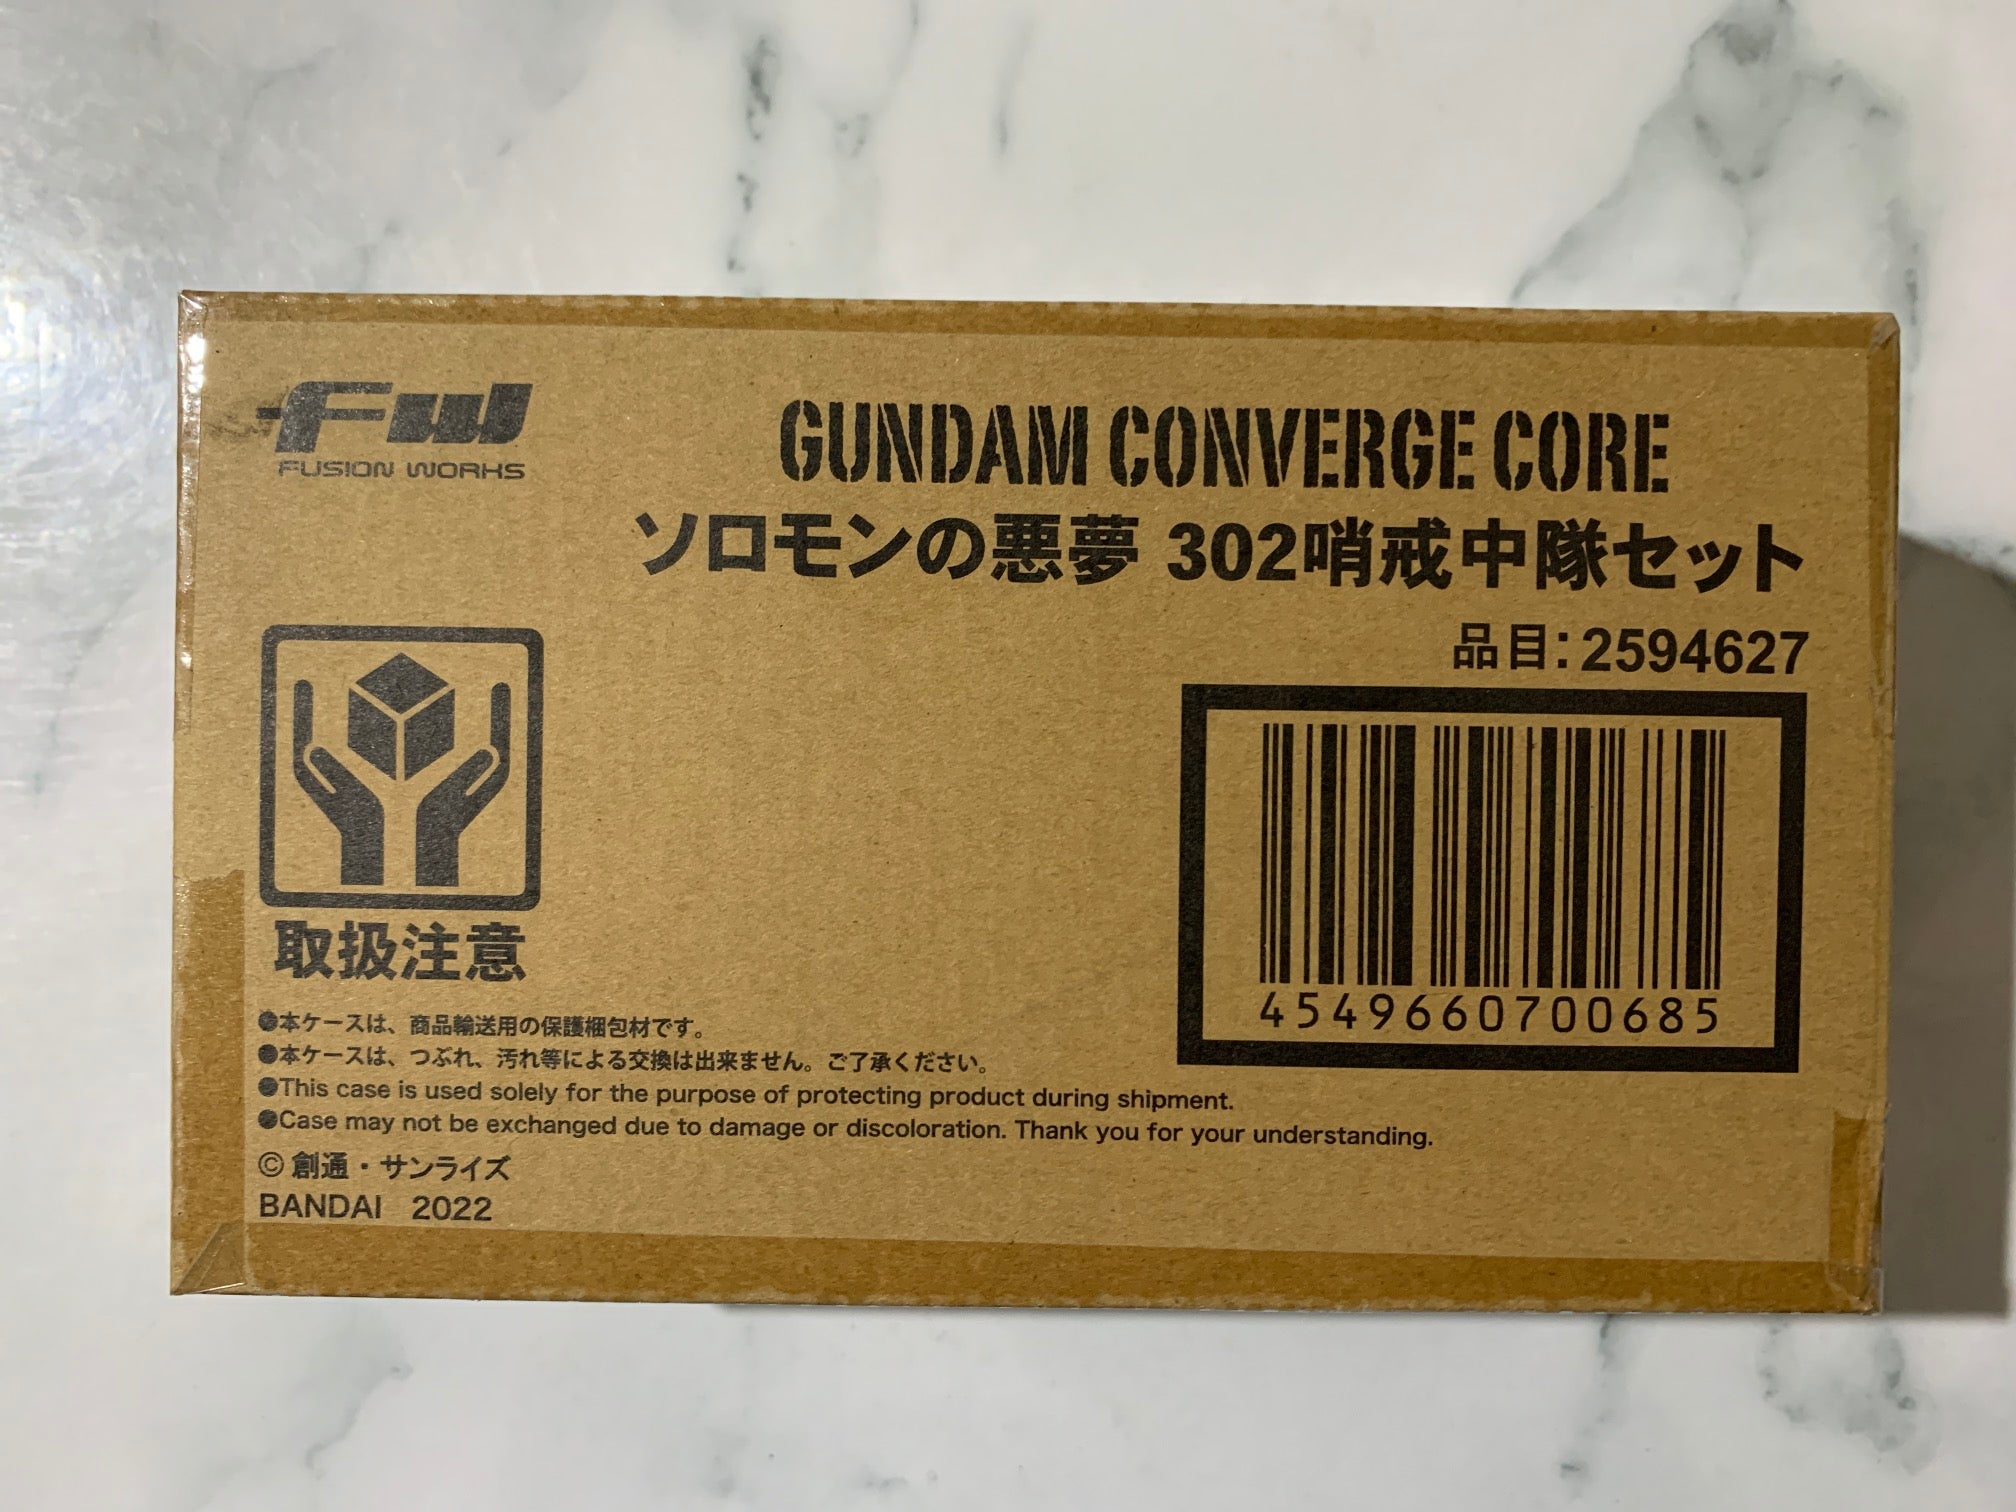 FW
FUSION WORKS
GUNDAM CONVERGE CORE
ソロモンの悪夢 302哨戒中隊セット
品目:2594627
4549660700685
取扱注意
●本ケースは、商品輸送用の保護梱包材です。
●本ケースは、つぶれ、汚れ等による交換は出来ません。ご了承ください。
●This case is used solely for the purpose of protecting product during shipment.
●Case may not be exchanged due to damage or discoloration. Thank you for your understanding.
© 創通・サンライズ
BANDAI 2022